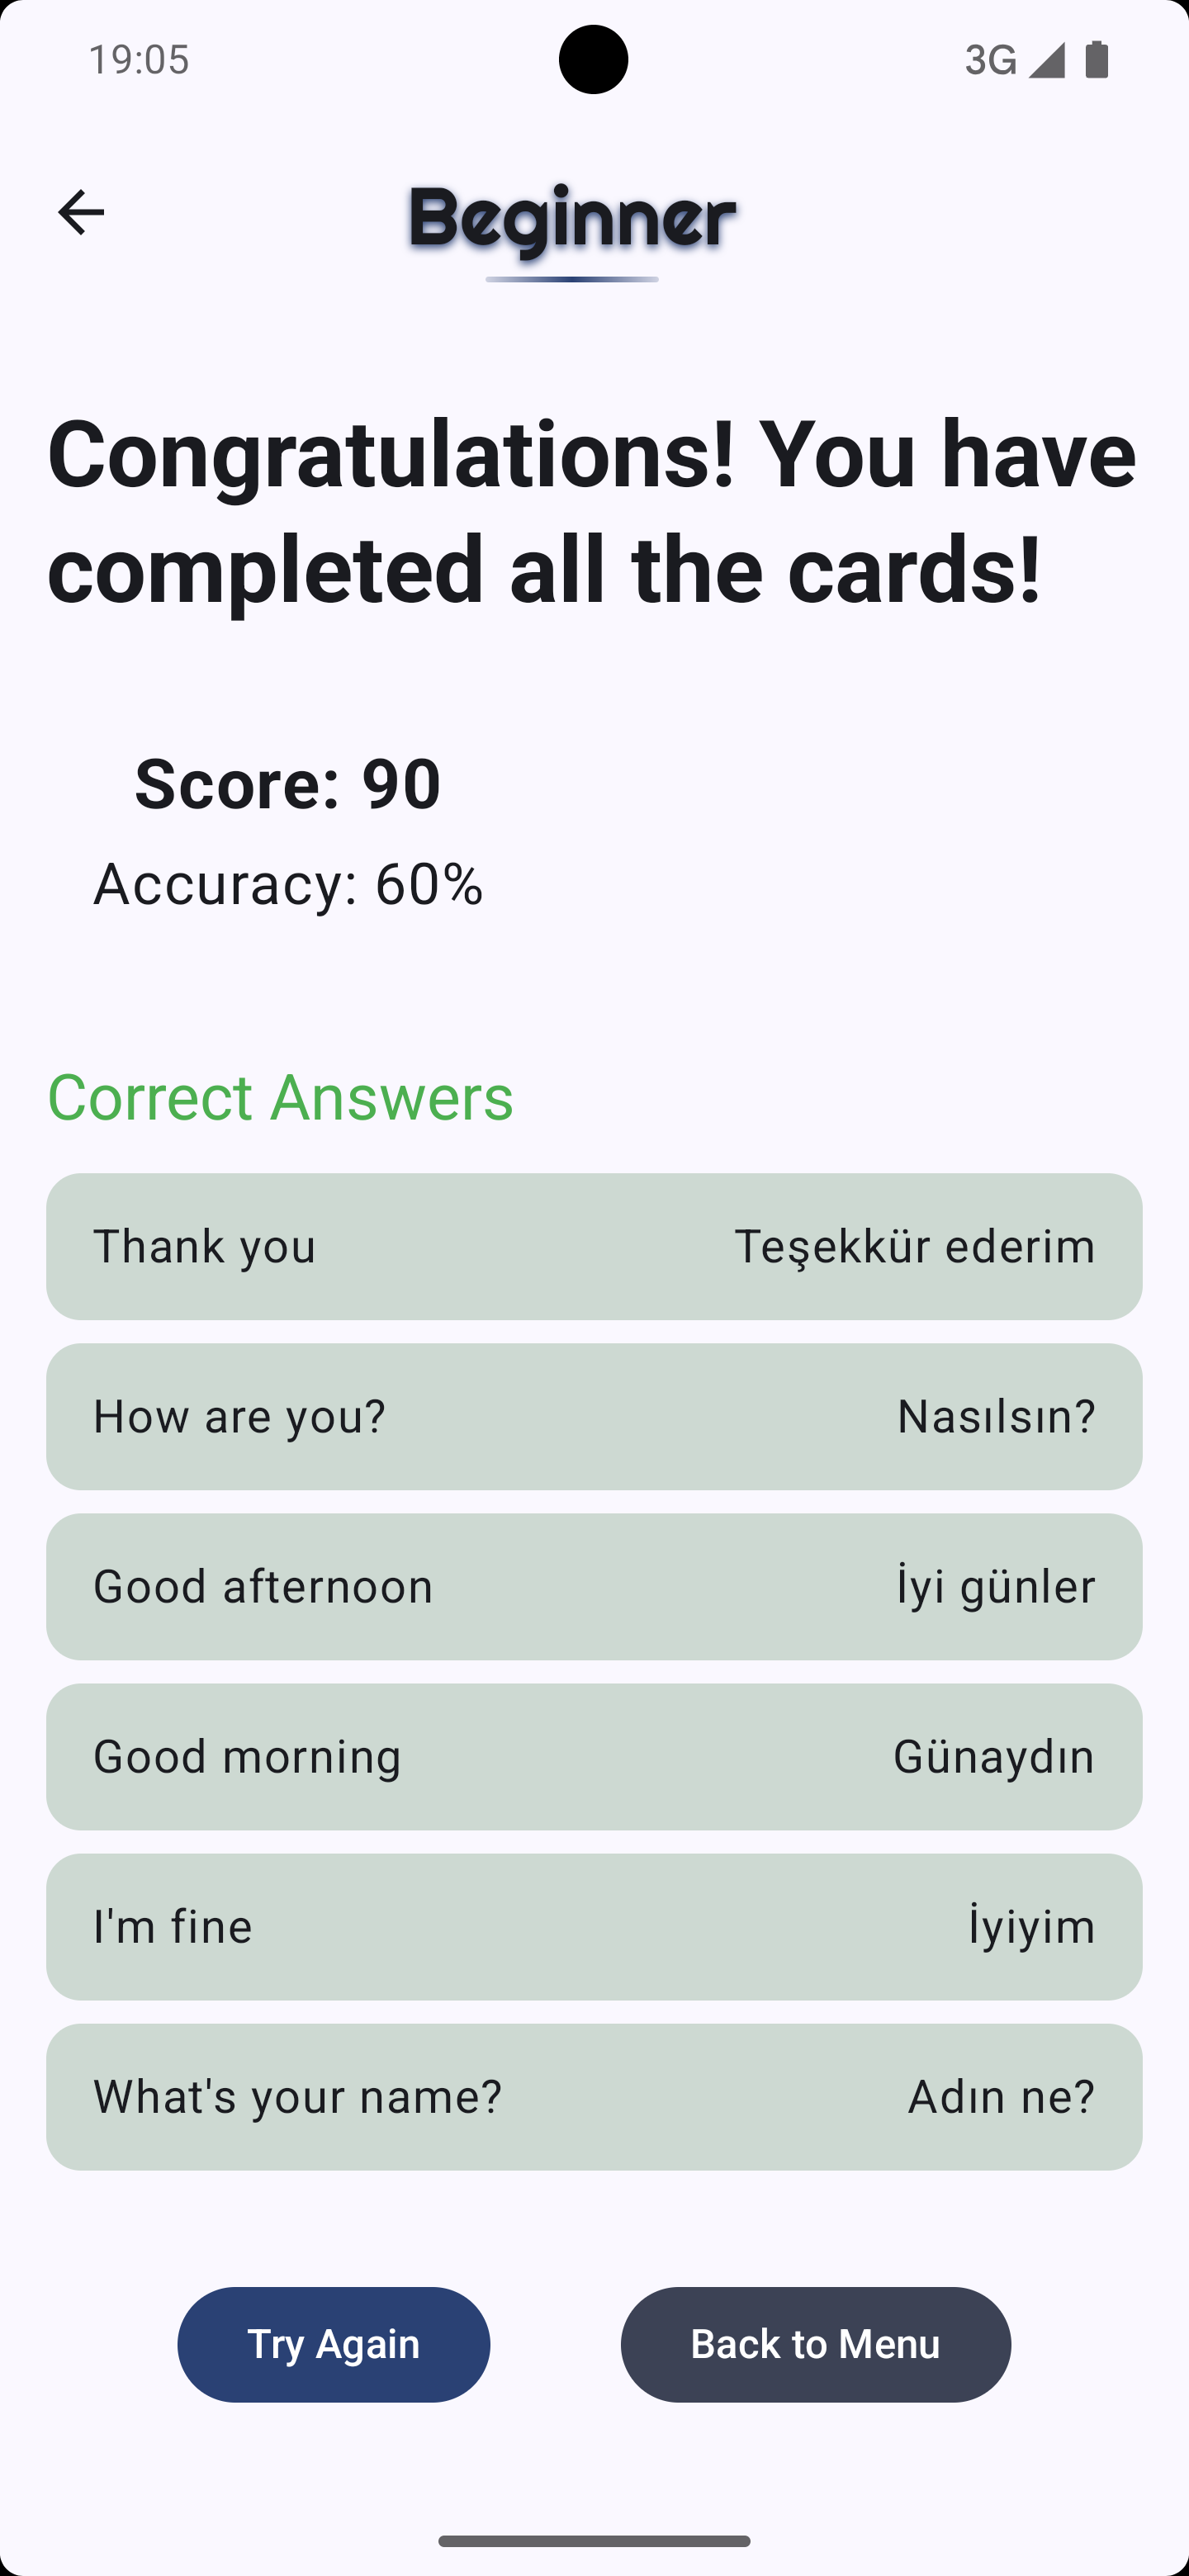 19:05
3G
Beginner
Congratulations! You have
completed all the cards!
Score: 90
Accuracy: 60%
Correct Answers
Thank you Teşekkür ederim
How are you? Nasılsın?
Good afternoon İyi günler
Good morning Günaydın
I'm fine İyiyim
What's your name? Adın ne?
Try Again Back to Menu